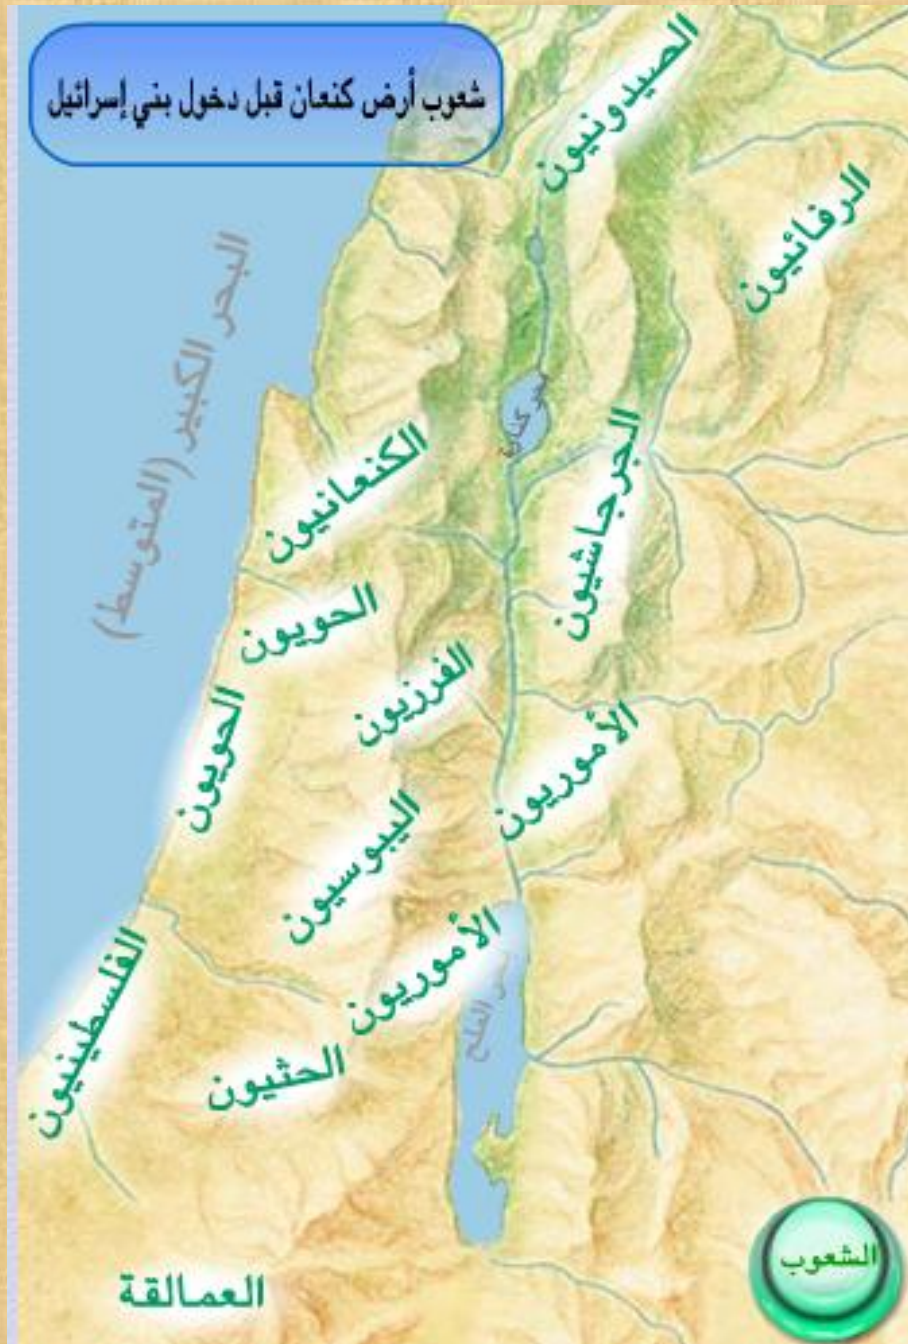 شعوب أرض كنعان قبل دخول بني إسرائيل
الصيدونيون
الرفائيون
البحر الكبير (المتوسط)
الكنعانيون
الجرجاشيون
الحويون
الفرزيون
الحويون
الأموريون
اليبوسيون
الأموريون
الفلسطينيون
الحثيون
الملح
العمالقة
الشعوب